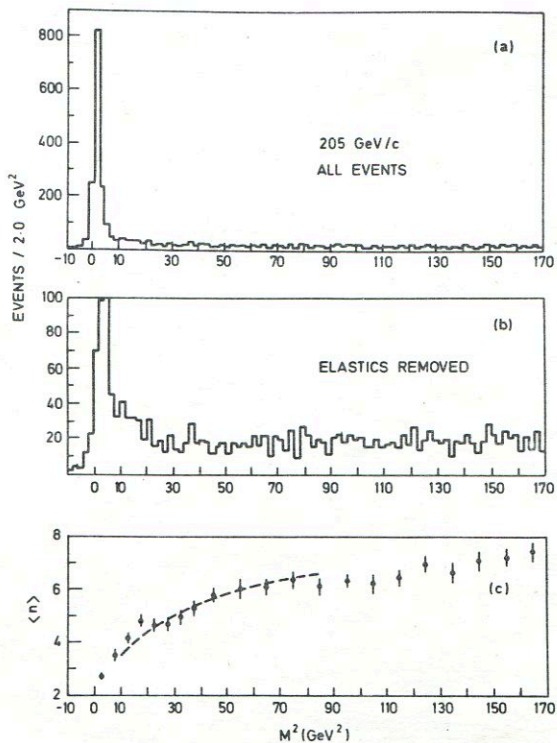 800
600
400
200
(a)
205 GeV/c
ALL EVENTS
-10 0 10 30 50 70 90 110 130 150 170
EVENTS / 2·0 GeV²
100
80
60
40
20
(b)
ELASTICS REMOVED
-10 0 10 30 50 70 90 110 130 150 170
8
6
4
2
⟨n⟩
(c)
-10 0 10 30 50 70 90 110 130 150 170
M² (GeV²)